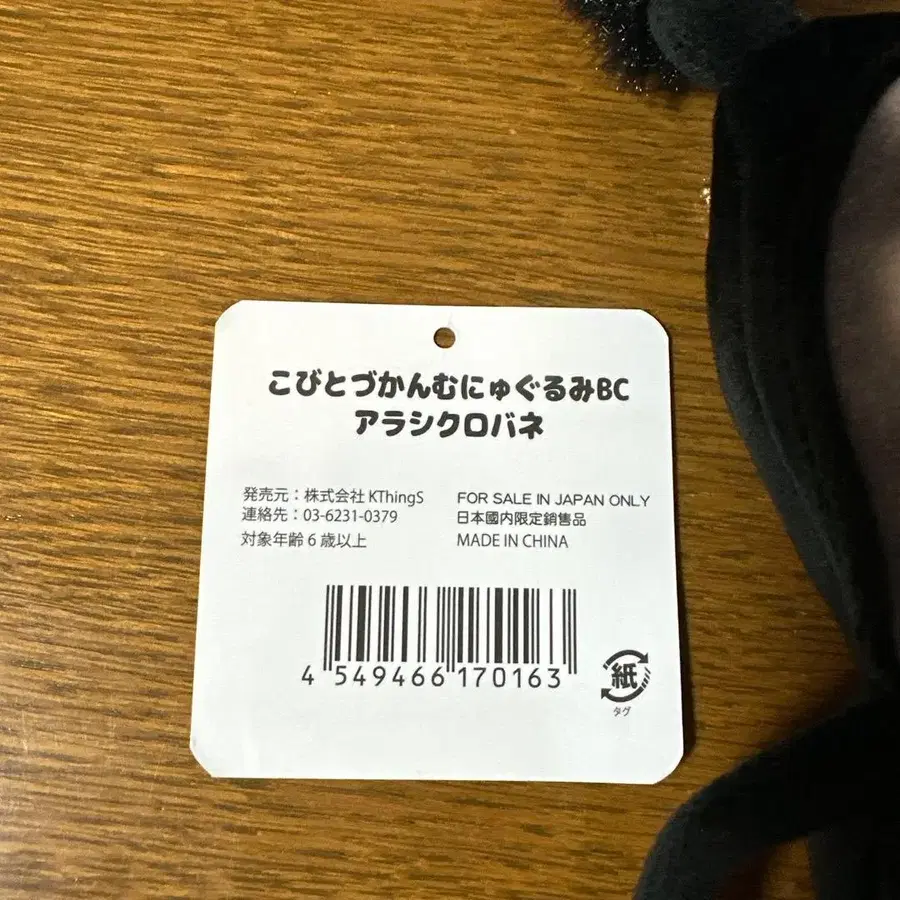 こびとづかんむにゅぐるみBC
アラシクロバネ
発売元：株式会社 KThingS
連絡先：03-6231-0379
対象年齢 6 歳以上
FOR SALE IN JAPAN ONLY
日本國内限定銷售品
MADE IN CHINA
4 549466 170163
紙
タグ